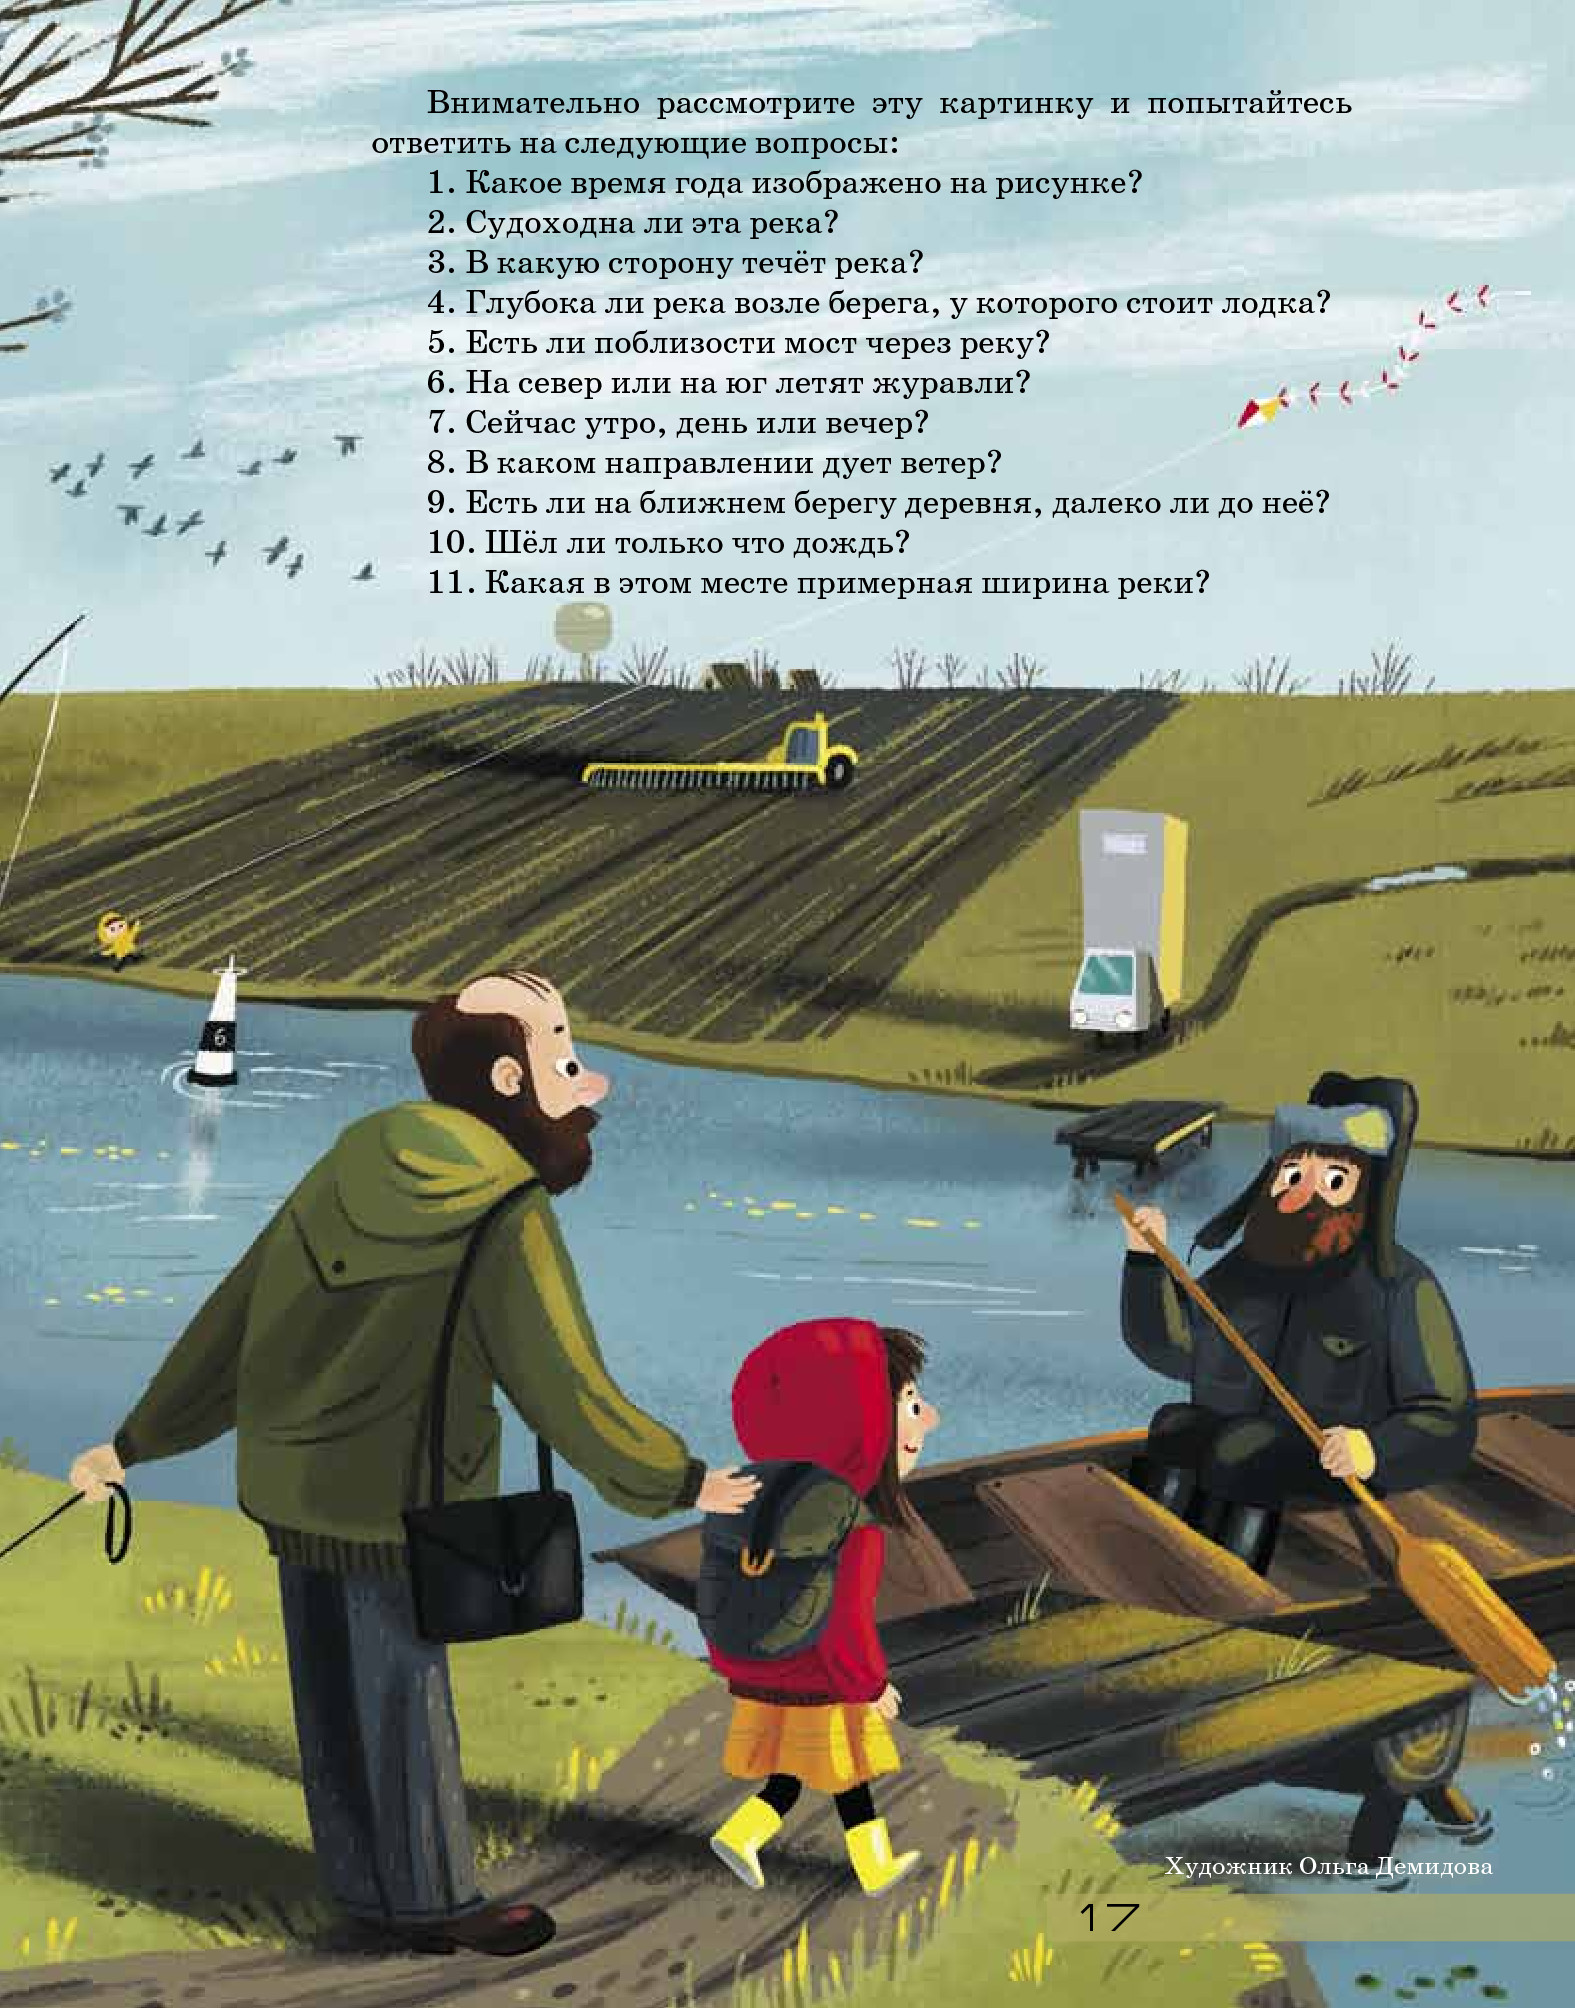 Внимательно рассмотрите эту картинку и попытайтесь
ответить на следующие вопросы:
1. Какое время года изображено на рисунке?
2. Судоходна ли эта река?
3. В какую сторону течёт река?
4. Глубока ли река возле берега, у которого стоит лодка?
5. Есть ли поблизости мост через реку?
6. На север или на юг летят журавли?
7. Сейчас утро, день или вечер?
8. В каком направлении дует ветер?
9. Есть ли на ближнем берегу деревня, далеко ли до неё?
10. Шёл ли только что дождь?
11. Какая в этом месте примерная ширина реки?
6
Художник Ольга Демидова
17